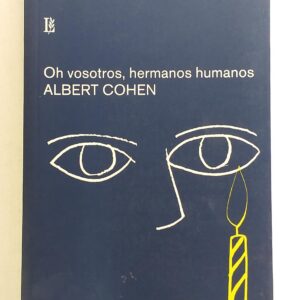 Oh vosotros, hermanos humanos
ALBERT COHEN